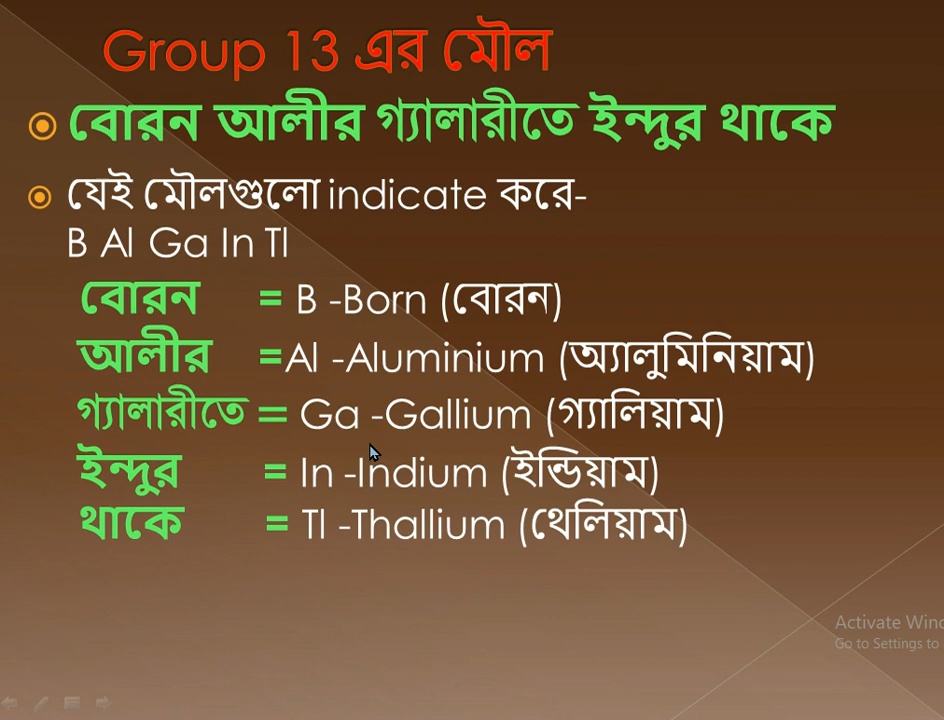 Group 13 এর মৌল
বোরন আলীর গ্যালারীতে ইন্দুর থাকে
যেই মৌলগুলো indicate করে-
B Al Ga In Tl
বোরন = B -Born (বোরন)
আলীর =Al -Aluminium (অ্যালুমিনিয়াম)
গ্যালারীতে = Ga -Gallium (গ্যালিয়াম)
ইন্দুর = In -Indium (ইন্ডিয়াম)
থাকে = Tl -Thallium (থেলিয়াম)
Activate Wind
Go to Settings to